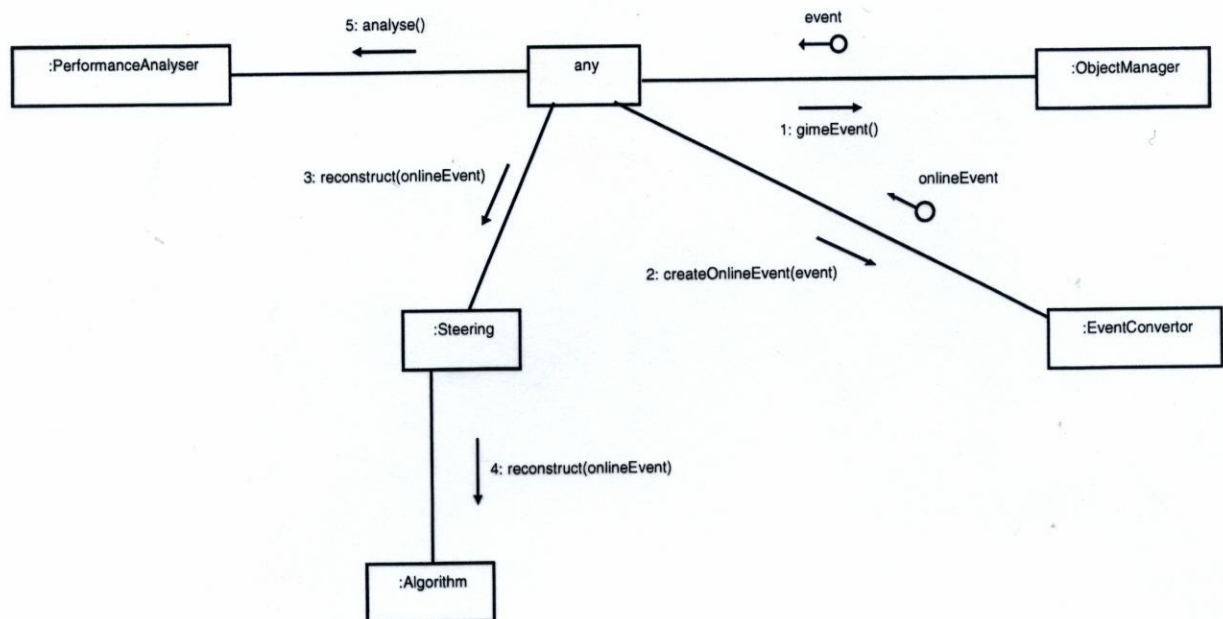 5: analyse()
event
:PerformanceAnalyser
any
:ObjectManager
1: gimeEvent()
3: reconstruct(onlineEvent)
onlineEvent
2: createOnlineEvent(event)
:Steering
:EventConvertor
4: reconstruct(onlineEvent)
:Algorithm